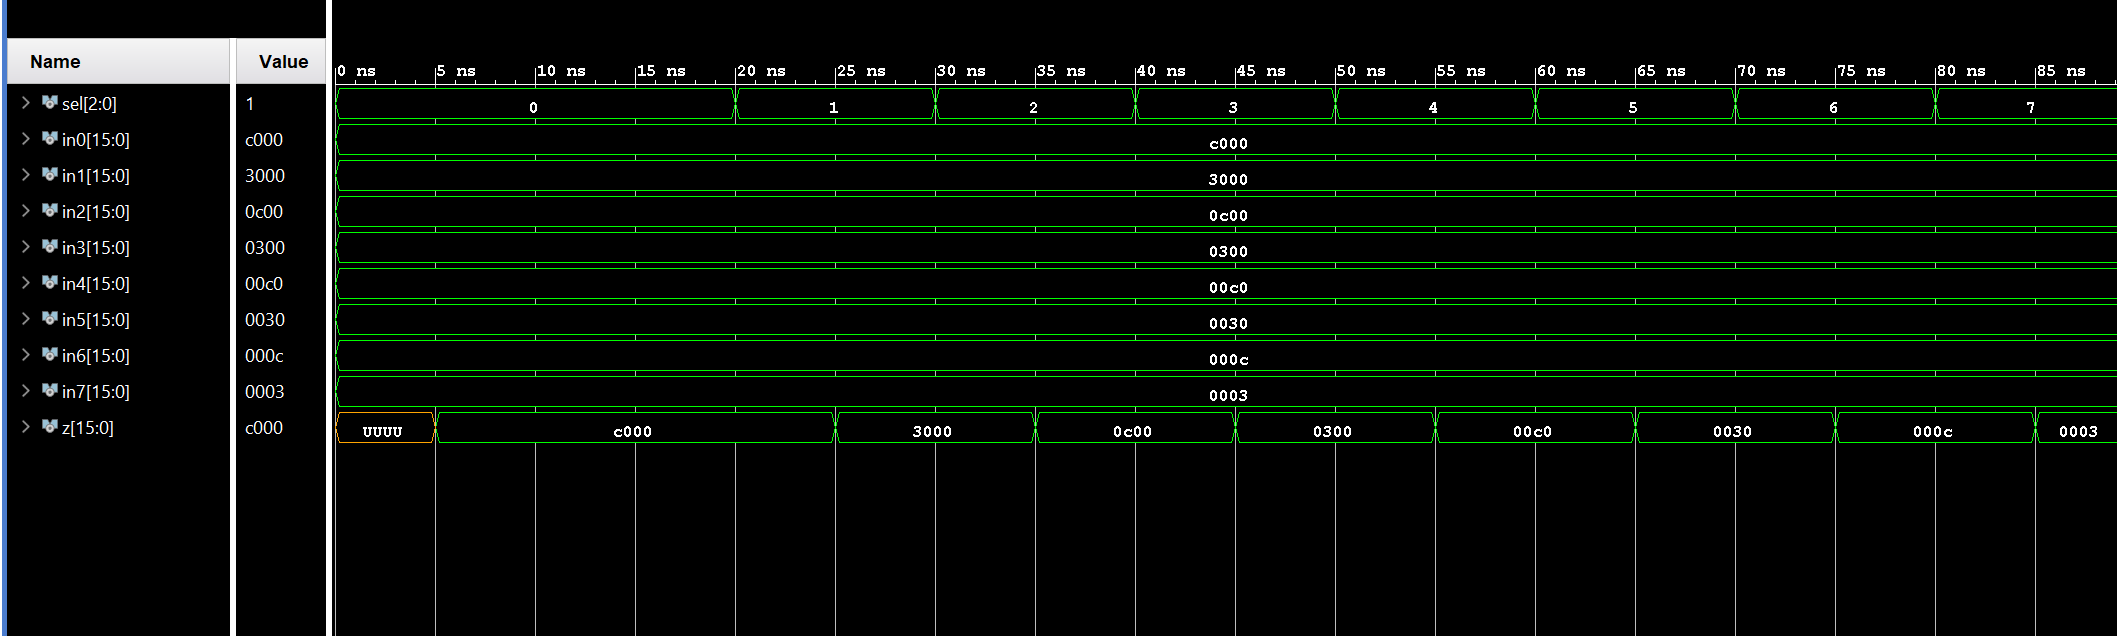 Name Value
0 ns 5 ns 10 ns 15 ns 20 ns 25 ns 30 ns 35 ns 40 ns 45 ns 50 ns 55 ns 60 ns 65 ns 70 ns 75 ns 80 ns 85 ns
sel[2:0] 1 0 1 2 3 4 5 6 7
in0[15:0] c000 c000
in1[15:0] 3000 3000
in2[15:0] 0c00 0c00
in3[15:0] 0300 0300
in4[15:0] 00c0 00c0
in5[15:0] 0030 0030
in6[15:0] 000c 000c
in7[15:0] 0003 0003
z[15:0] c000 UUUU c000 3000 0c00 0300 00c0 0030 000c 0003